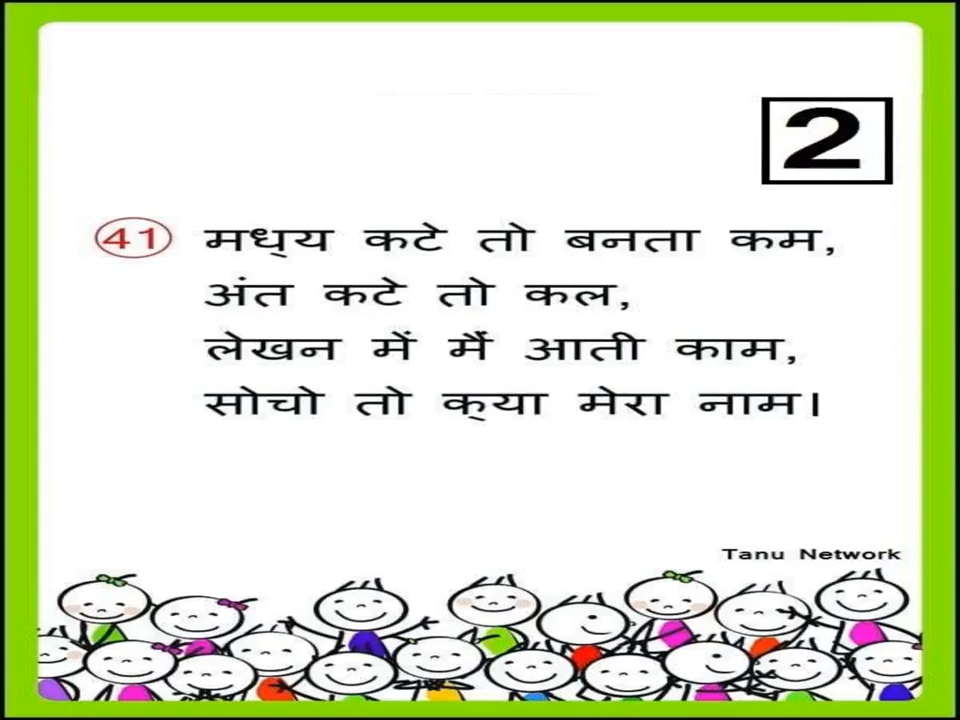 2
41 मध्य कटे तो बनता कम,
अंत कटे तो कल,
लेखन में मैं आती काम,
सोचो तो क्या मेरा नाम।
Tanu Network